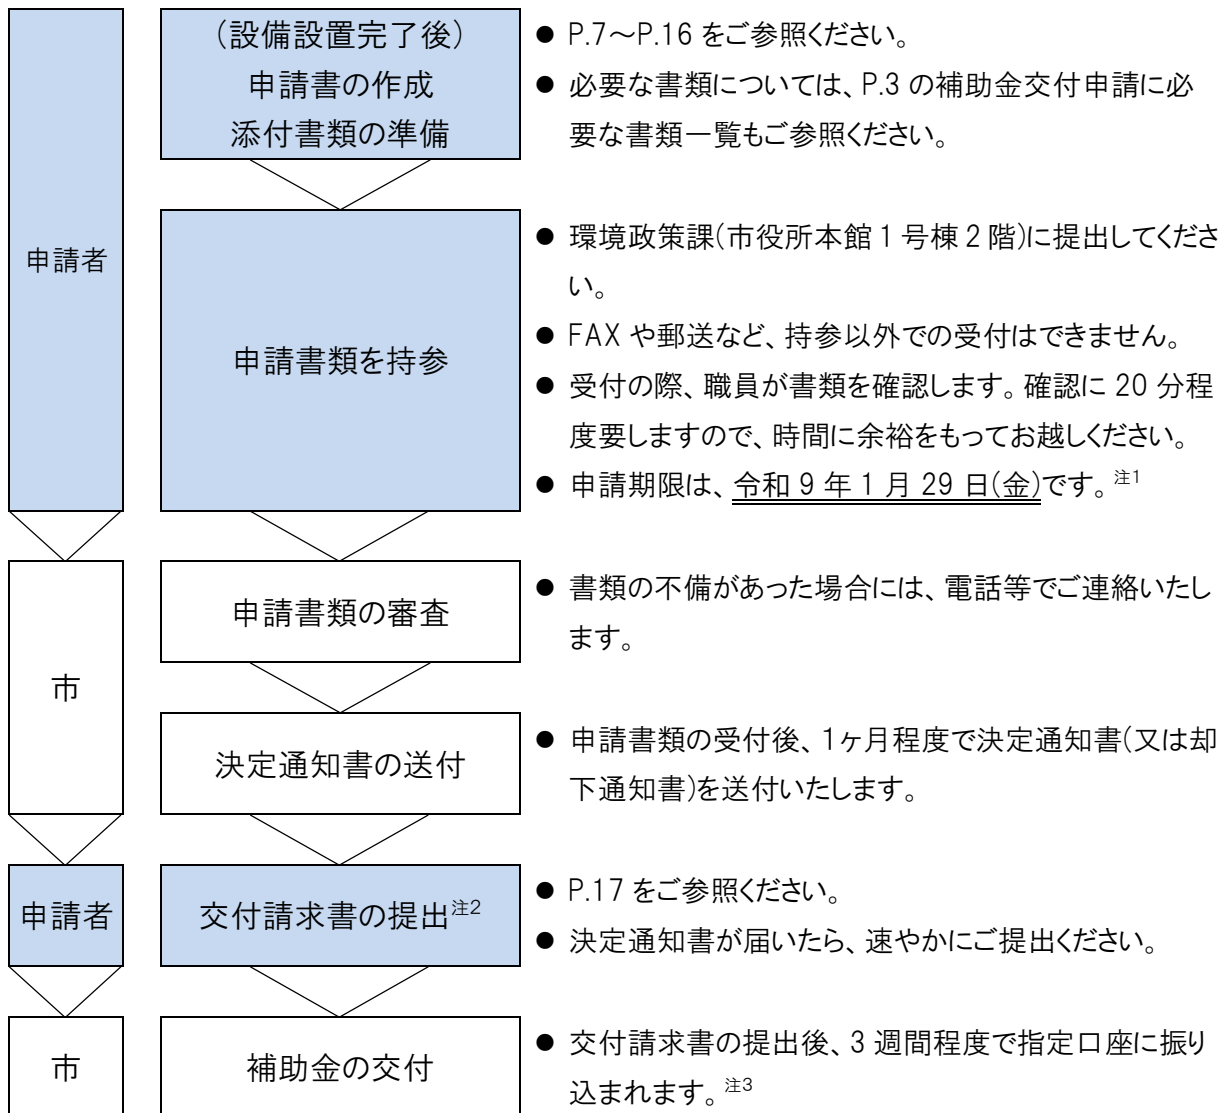 申請者
(設備設置完了後)
申請書の作成
添付書類の準備
● P.7～P.16 をご参照ください。
● 必要な書類については、P.3 の補助金交付申請に必
要な書類一覧もご参照ください。
申請書類を持参
● 環境政策課(市役所本館 1 号棟 2 階)に提出してくださ
い。
● FAX や郵送など、持参以外での受付はできません。
● 受付の際、職員が書類を確認します。確認に 20 分程
度要しますので、時間に余裕をもってお越しください。
● 申請期限は、令和 9 年 1 月 29 日(金)です。注1
市
申請書類の審査
● 書類の不備があった場合には、電話等でご連絡いたし
ます。
決定通知書の送付
● 申請書類の受付後、1ヶ月程度で決定通知書(又は却
下通知書)を送付いたします。
申請者
交付請求書の提出注2
● P.17 をご参照ください。
● 決定通知書が届いたら、速やかにご提出ください。
市
補助金の交付
● 交付請求書の提出後、3 週間程度で指定口座に振り
込まれます。注3